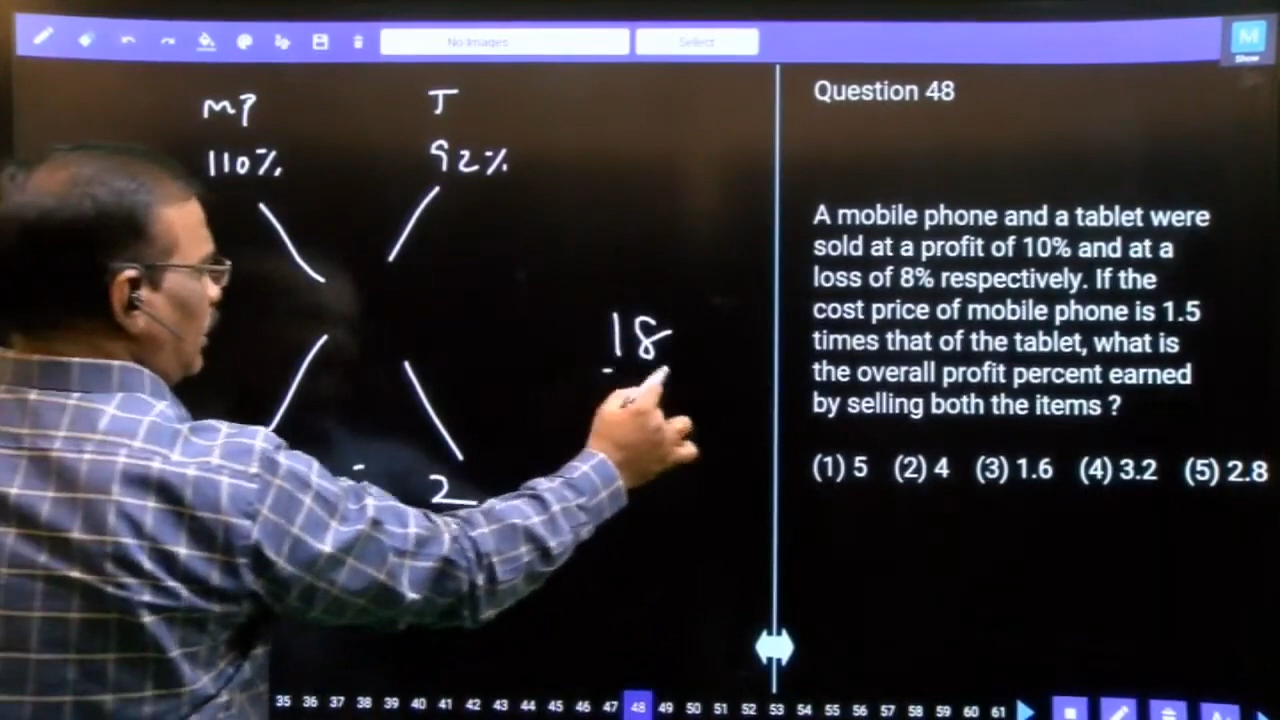 No Images Select
M
Show
MP T
110% 92%
18
2
Question 48
A mobile phone and a tablet were
sold at a profit of 10% and at a
loss of 8% respectively. If the
cost price of mobile phone is 1.5
times that of the tablet, what is
the overall profit percent earned
by selling both the items ?
(1) 5 (2) 4 (3) 1.6 (4) 3.2 (5) 2.8
35 36 37 38 39 40 41 42 43 44 45 46 47 48 49 50 51 52 53 54 55 56 57 58 59 60 61